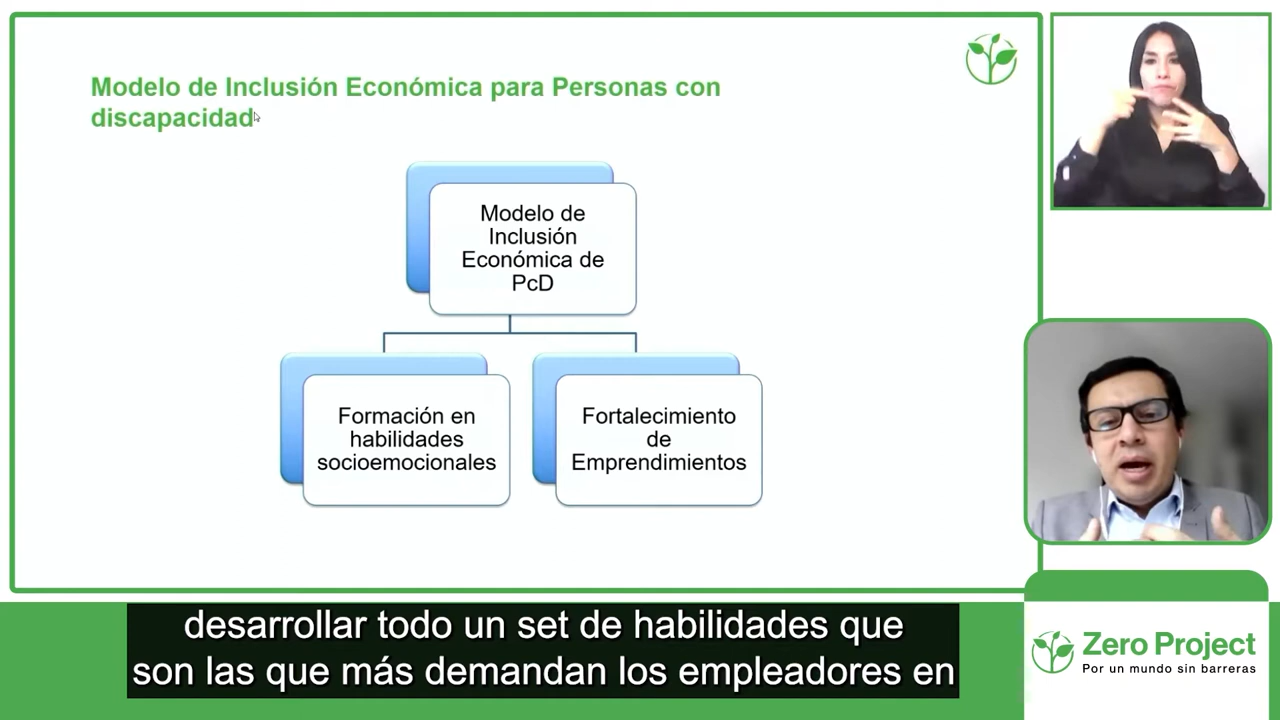 Modelo de Inclusión Económica para Personas con
discapacidad
Modelo de
Inclusión
Económica de
PcD
Formación en
habilidades
socioemocionales
Fortalecimiento
de
Emprendimientos
desarrollar todo un set de habilidades que
son las que más demandan los empleadores en
Zero Project
Por un mundo sin barreras